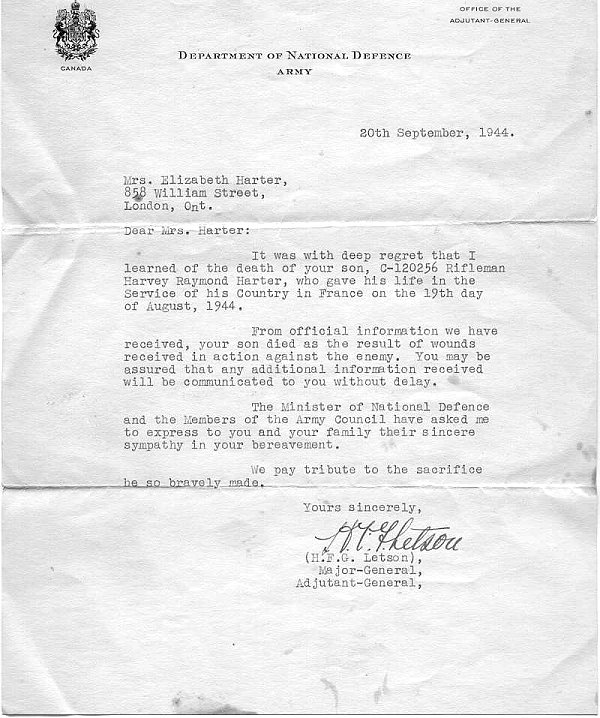 OFFICE OF THE
ADJUTANT-GENERAL
CANADA
DEPARTMENT OF NATIONAL DEFENCE
ARMY
20th September, 1944.
Mrs. Elizabeth Harter,
858 William Street,
London, Ont.
Dear Mrs. Harter:
It was with deep regret that I
learned of the death of your son, C-120256 Rifleman
Harvey Raymond Harter, who gave his life in the
Service of his Country in France on the 19th day
of August, 1944.
From official information we have
received, your son died as the result of wounds
received in action against the enemy. You may be
assured that any additional information received
will be communicated to you without delay.
The Minister of National Defence
and the Members of the Army Council have asked me
to express to you and your family their sincere
sympathy in your bereavement.
We pay tribute to the sacrifice
he so bravely made.
Yours sincerely,
H.F.G. Letson
(H.F.G. Letson),
Major-General,
Adjutant-General,